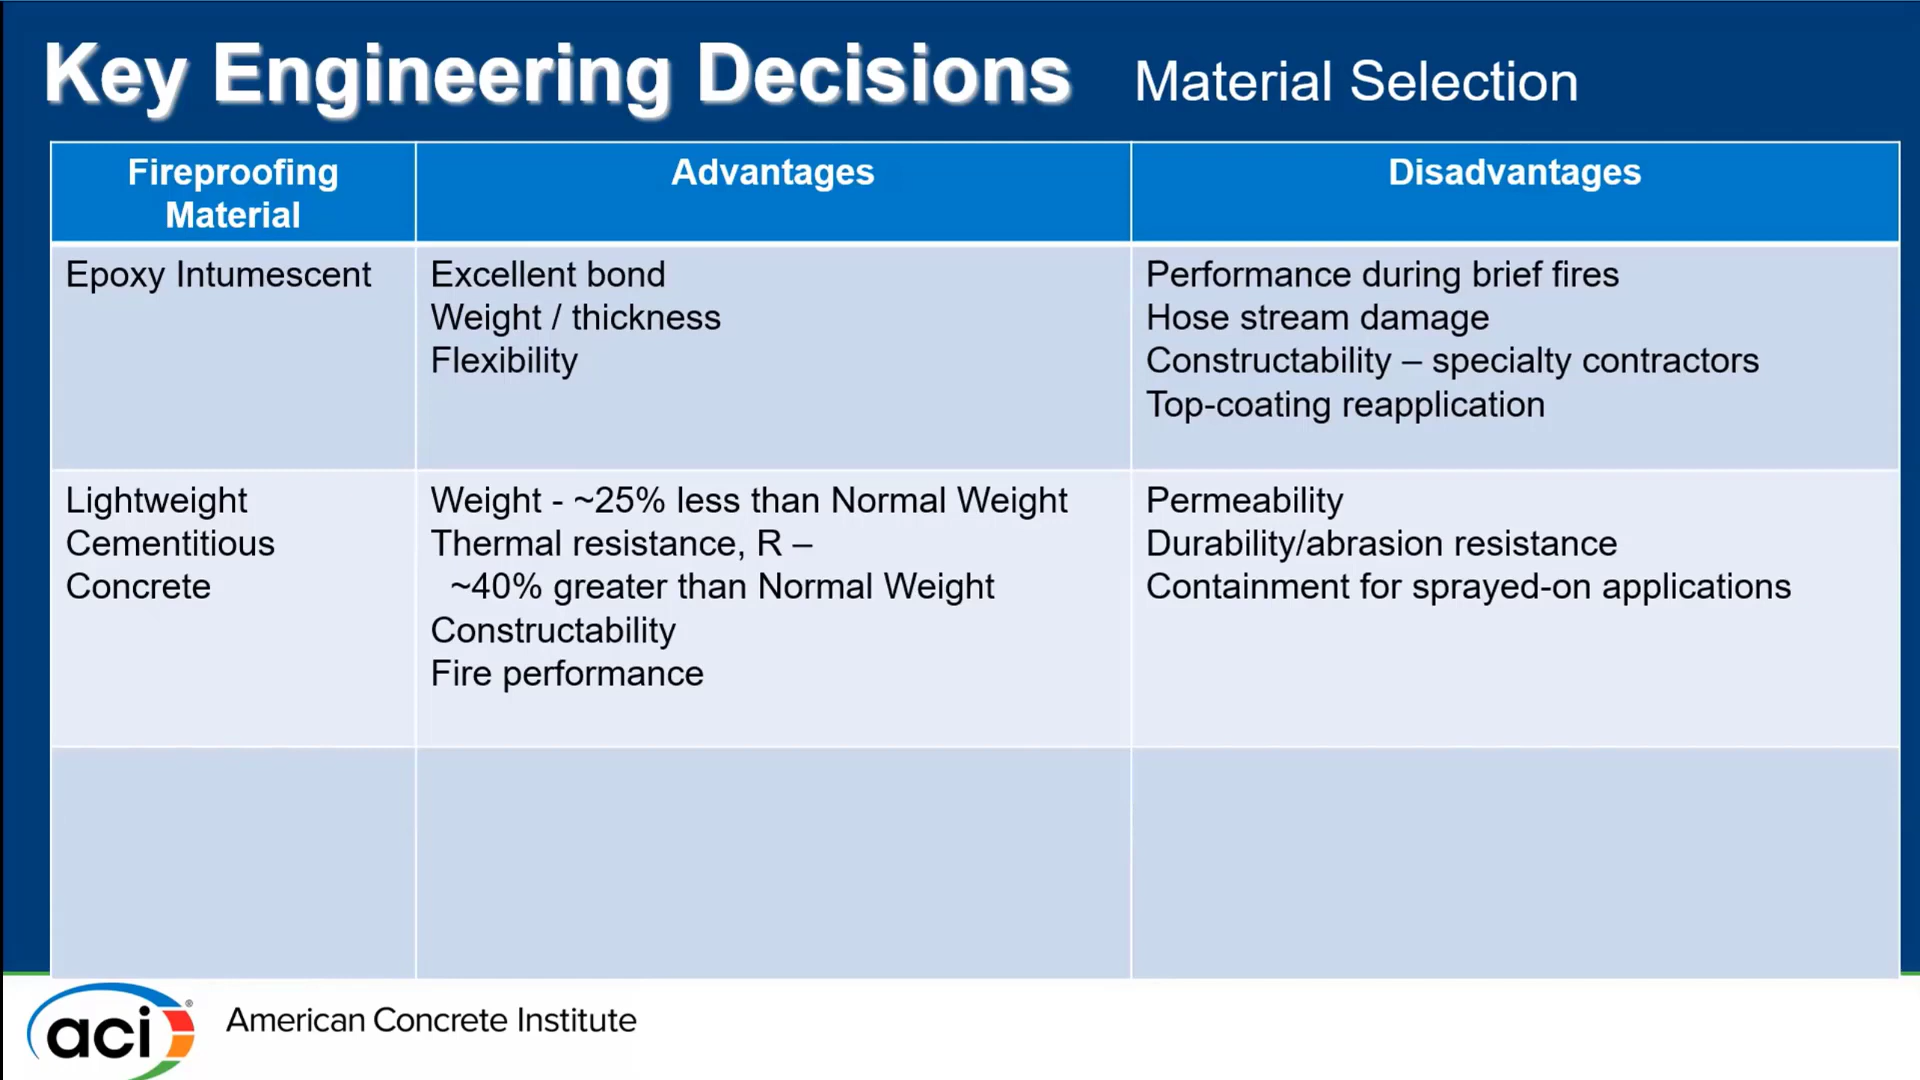 Key Engineering Decisions Material Selection
Fireproofing
Material
Advantages
Disadvantages
Epoxy Intumescent
Excellent bond
Weight / thickness
Flexibility
Performance during brief fires
Hose stream damage
Constructability – specialty contractors
Top-coating reapplication
Lightweight
Cementitious
Concrete
Weight - ~25% less than Normal Weight
Thermal resistance, R –
~40% greater than Normal Weight
Constructability
Fire performance
Permeability
Durability/abrasion resistance
Containment for sprayed-on applications
aci®
American Concrete Institute